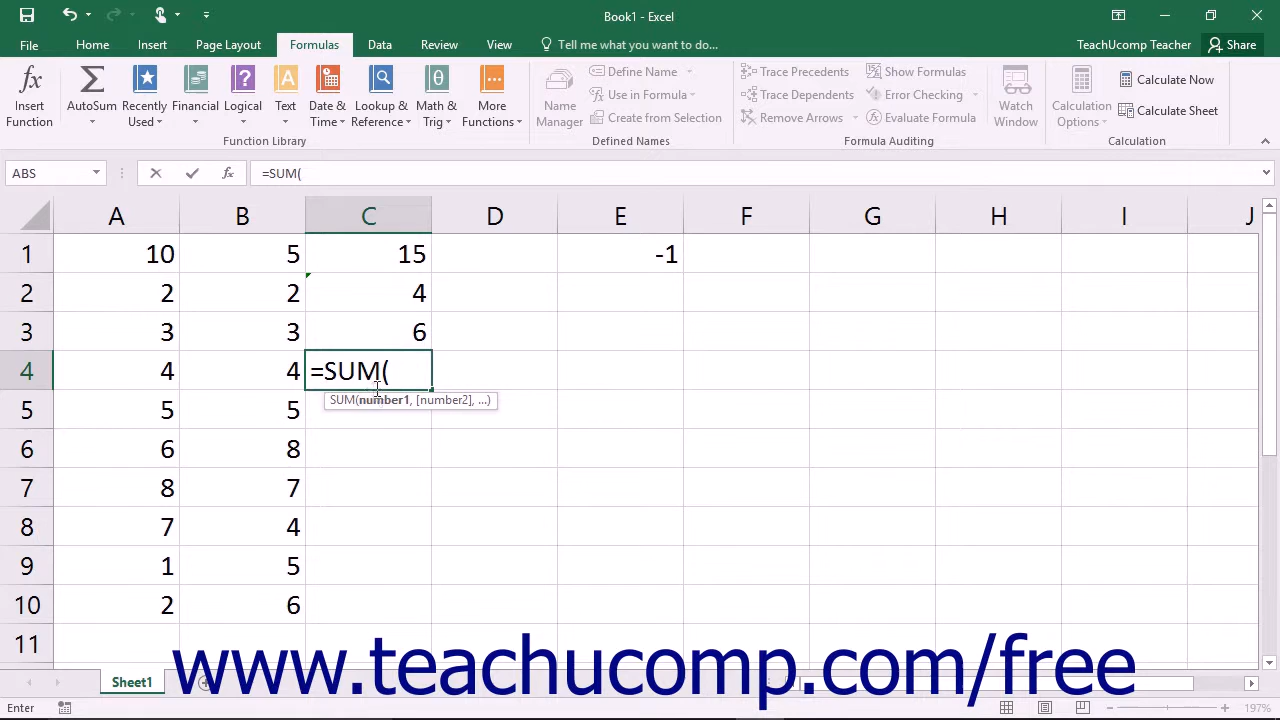 Book1 - Excel
File Home Insert Page Layout Formulas Data Review View Tell me what you want to do... TeachUcomp Teacher Share
Insert Function
AutoSum
Recently Used
Financial
Logical
Text
Date & Time
Lookup & Reference
Math & Trig
More Functions
Function Library
Name Manager
Define Name
Use in Formula
Create from Selection
Defined Names
Trace Precedents
Trace Dependents
Remove Arrows
Show Formulas
Error Checking
Evaluate Formula
Watch Window
Formula Auditing
Calculation Options
Calculate Now
Calculate Sheet
Calculation
ABS fx =SUM(
A B C D E F G H I J
1 10 5 15 -1
2 2 2 4
3 3 3 6
4 4 4 =SUM(
SUM(number1, [number2], ...)
5 5 5
6 6 8
7 8 7
8 7 4
9 1 5
10 2 6
11
www.teachucomp.com/free
Sheet1
Enter 197%